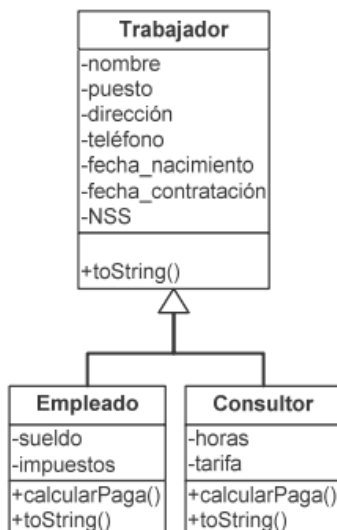 Trabajador
-nombre
-puesto
-dirección
-teléfono
-fecha_nacimiento
-fecha_contratación
-NSS
+toString()
Empleado
-sueldo
-impuestos
+calcularPaga()
+toString()
Consultor
-horas
-tarifa
+calcularPaga()
+toString()